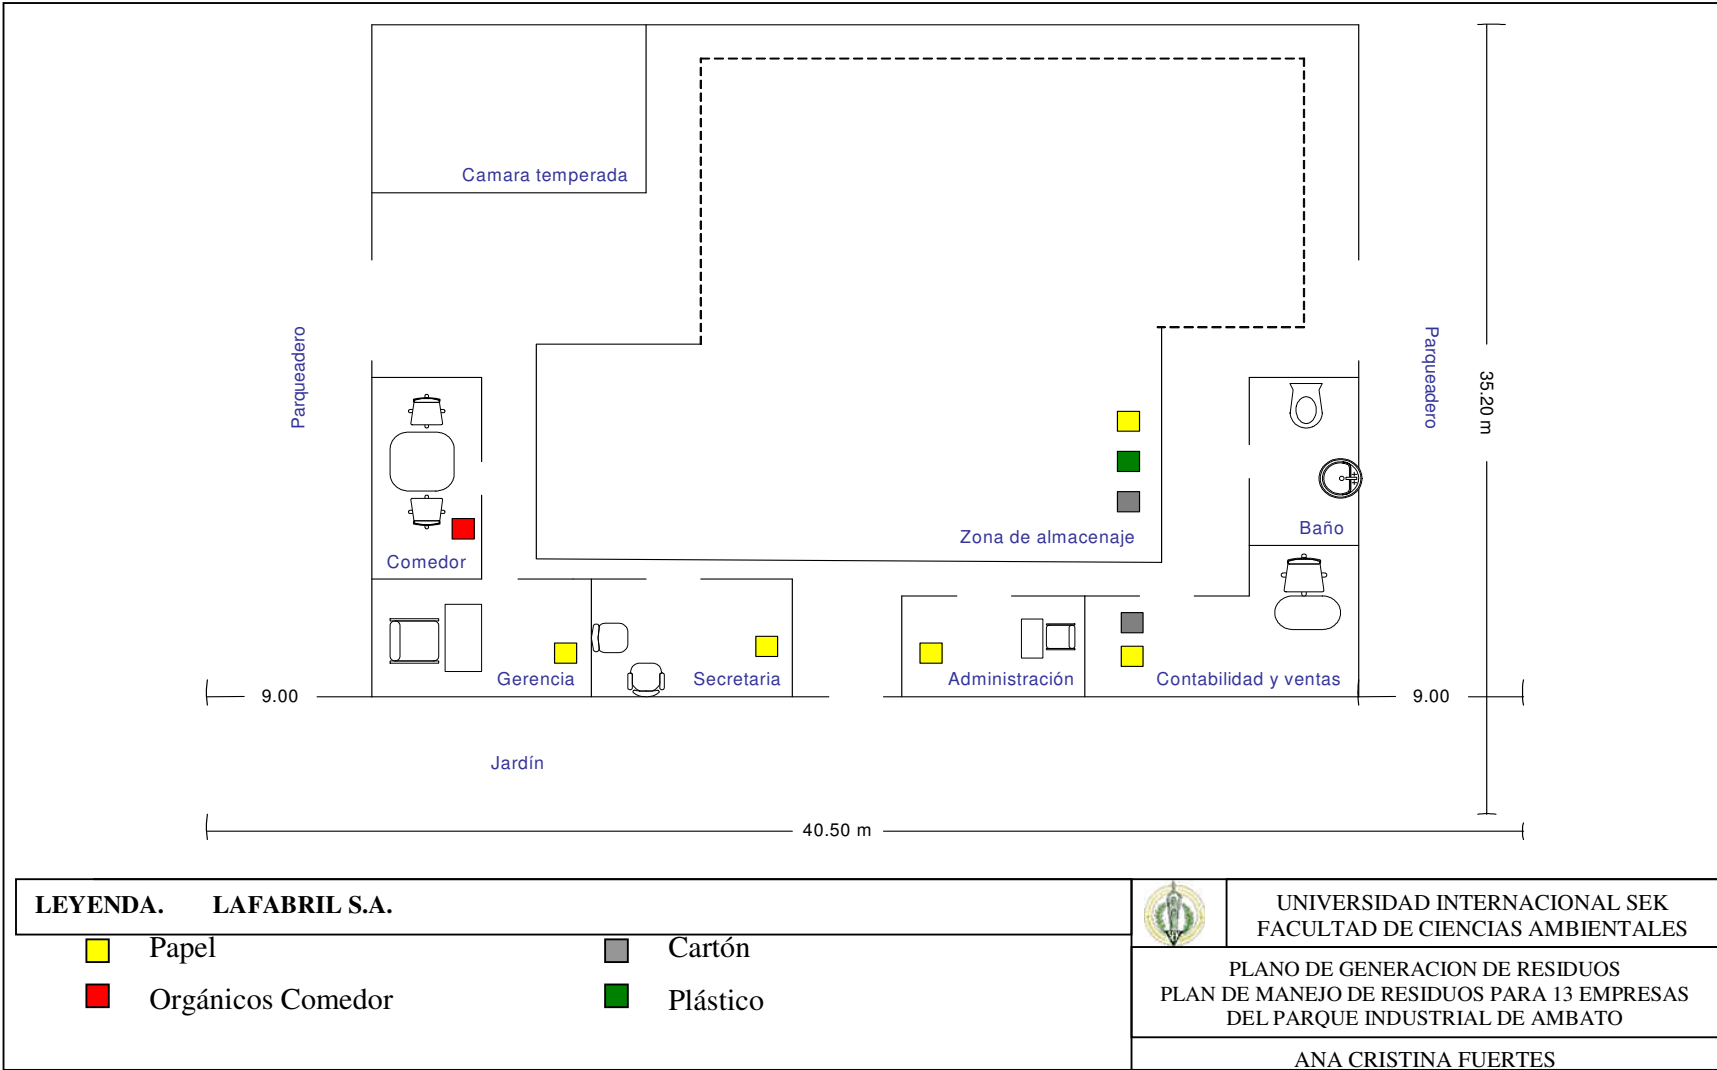 Camara temperada
Parqueadero
Parqueadero
35.20 m
Comedor
Zona de almacenaje
Baño
Gerencia
Secretaria
Administración
Contabilidad y ventas
9.00
9.00
Jardín
40.50 m
LEYENDA. LAFABRIL S.A.
Papel
Cartón
Orgánicos Comedor
Plástico
UNIVERSIDAD INTERNACIONAL SEK
FACULTAD DE CIENCIAS AMBIENTALES
PLANO DE GENERACION DE RESIDUOS
PLAN DE MANEJO DE RESIDUOS PARA 13 EMPRESAS
DEL PARQUE INDUSTRIAL DE AMBATO
ANA CRISTINA FUERTES